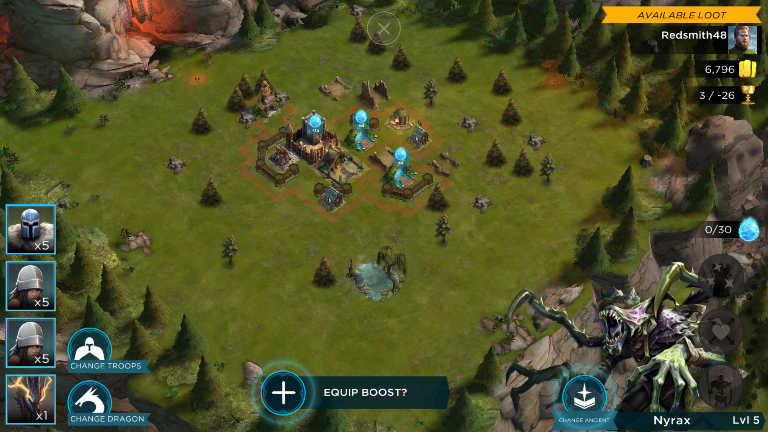 AVAILABLE LOOT
Redsmith48
6,796
3 / -26
0/30
x5
x5
x5
x1
CHANGE TROOPS
CHANGE DRAGON
EQUIP BOOST?
CHANGE ANCIENT
Nyrax
Lvl 5